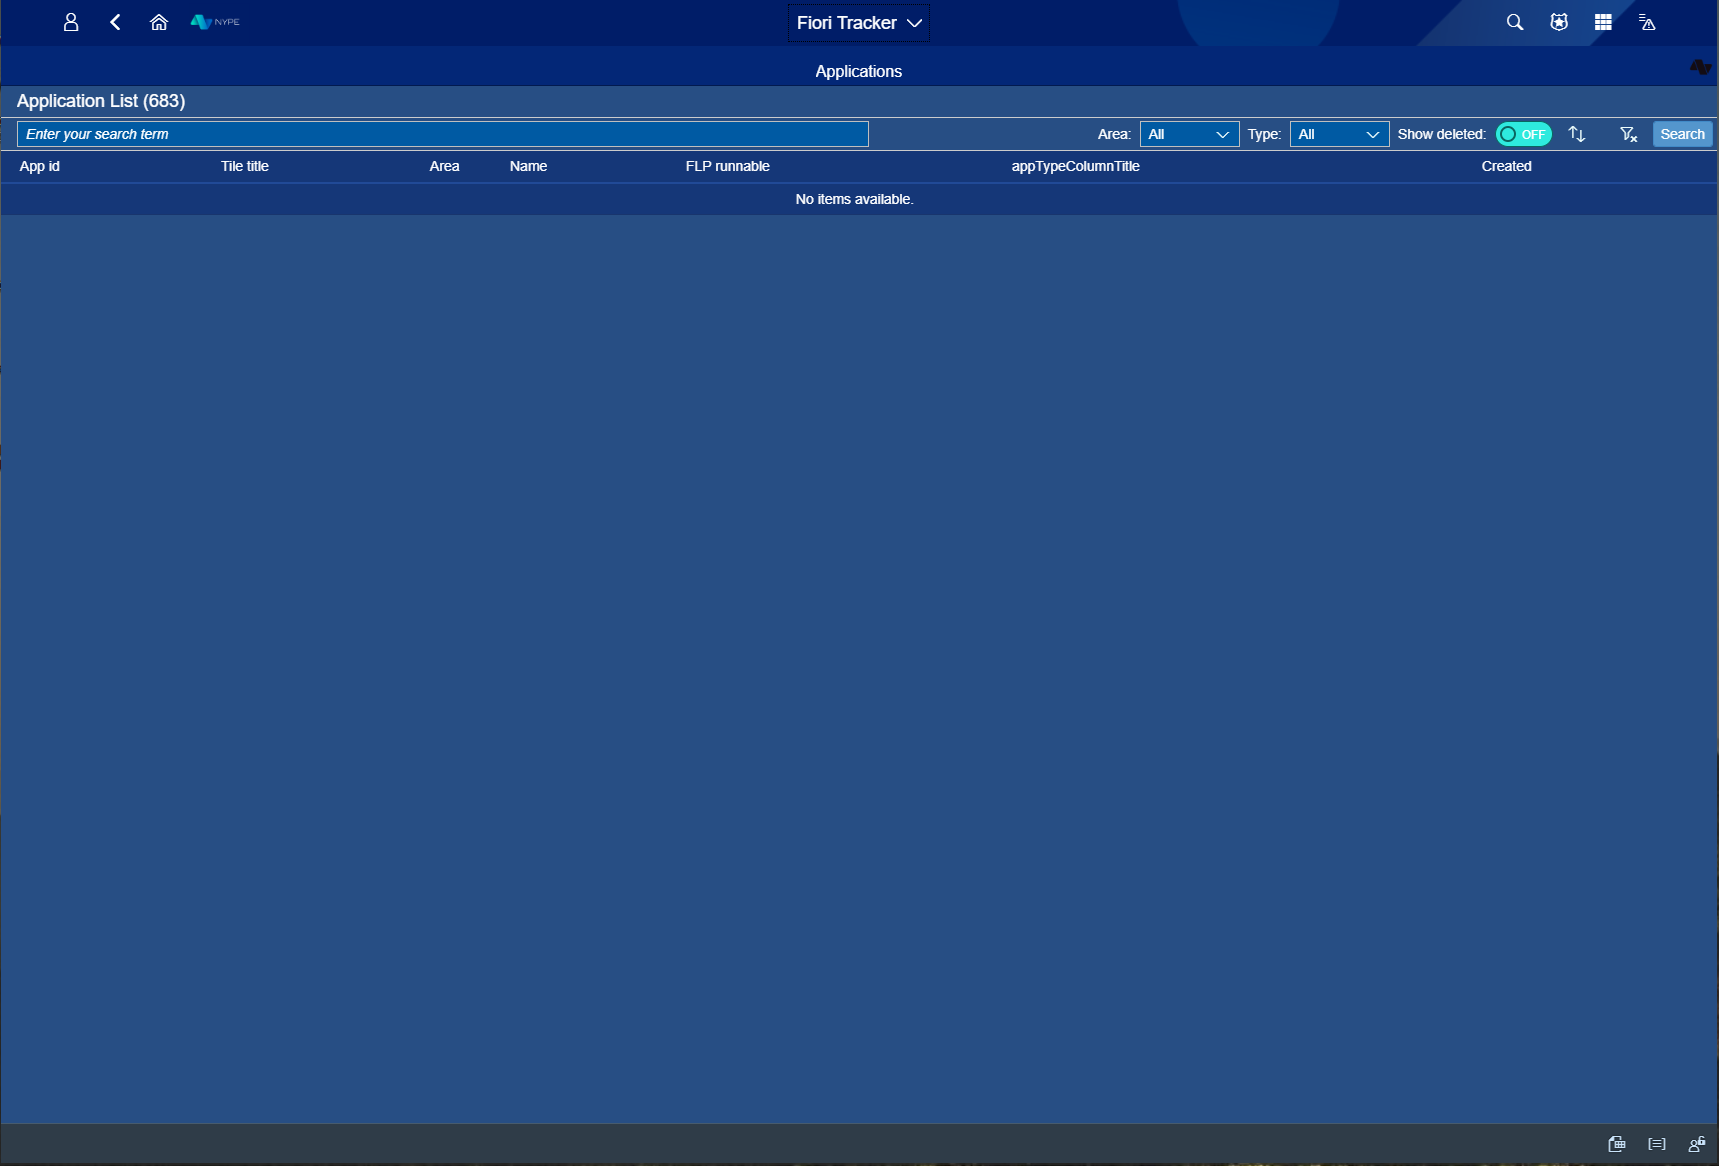 NYPE
Fiori Tracker
Applications
Application List (683)
Enter your search term
Area: All Type: All Show deleted: OFF Search
App id Tile title Area Name FLP runnable appTypeColumnTitle Created
No items available.